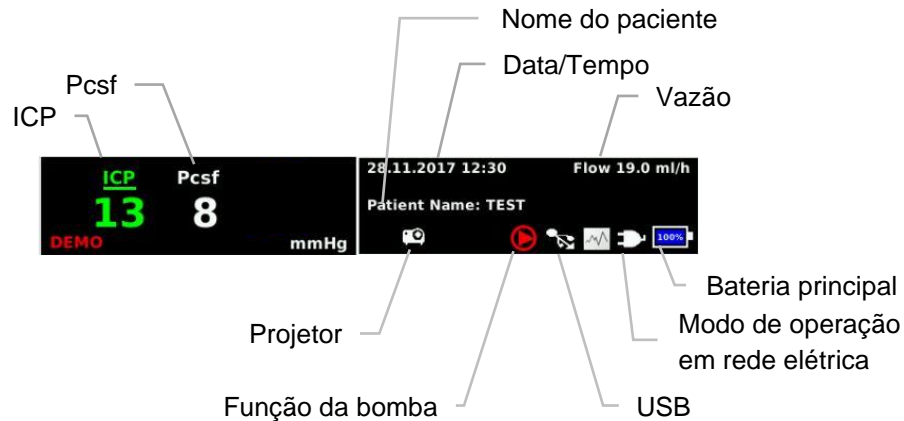 Nome do paciente
Data/Tempo
Vazão
Pcsf
ICP
ICP Pcsf
13 8
DEMO mmHg
28.11.2017 12:30 Flow 19.0 ml/h
Patient Name: TEST
100%
Bateria principal
Modo de operação
em rede elétrica
Projetor
Função da bomba
USB